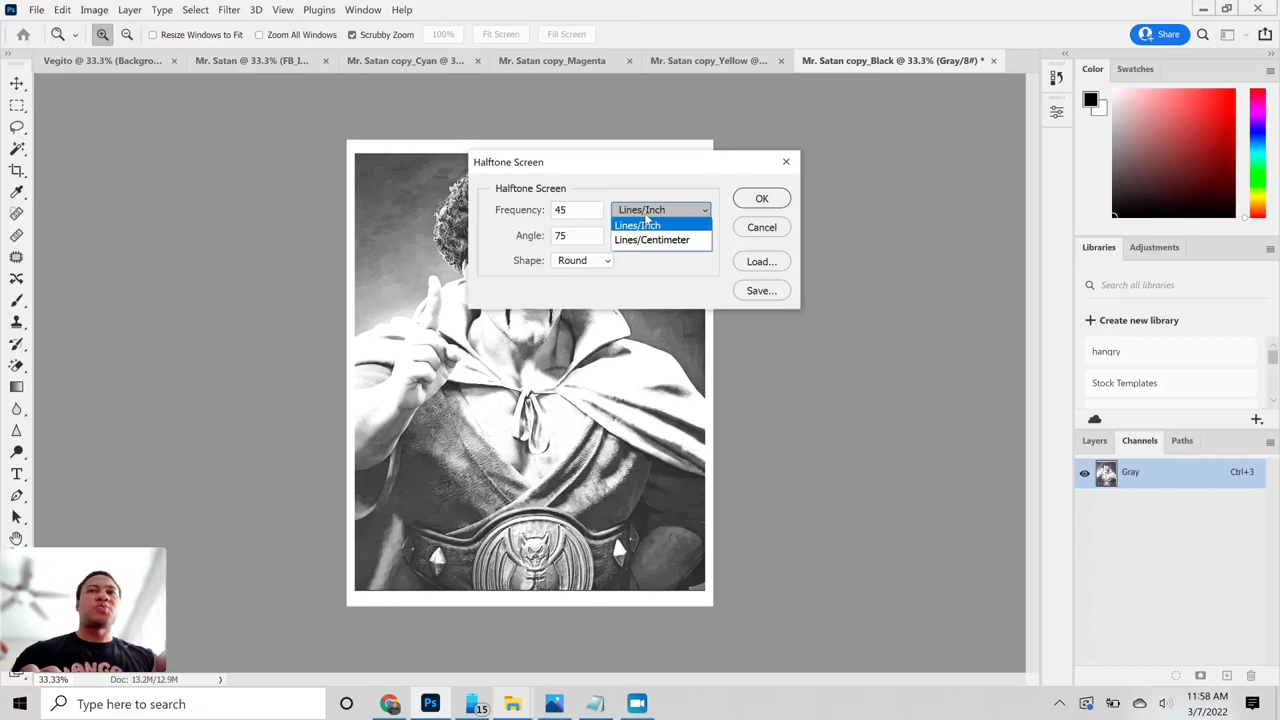 Ps File Edit Image Layer Type Select Filter 3D View Plugins Window Help
Resize Windows to Fit Zoom All Windows Scrubby Zoom 100% Fit Screen Fill Screen Share
Vegito @ 33.3% (Backgro... × Mr. Satan @ 33.3% (FB_I... × Mr. Satan copy_Cyan @ 3... × Mr. Satan copy_Magenta × Mr. Satan copy_Yellow @... × Mr. Satan copy_Black @ 33.3% (Gray/8#) * ×
Color Swatches
Halftone Screen
Halftone Screen
Frequency: 45 Lines/Inch OK
Lines/Inch
Lines/Centimeter
Angle: 75 Cancel
Shape: Round Load...
Save...
Libraries Adjustments
Search all libraries
+ Create new library
hangry
Stock Templates
Layers Channels Paths
Gray Ctrl+3
33.33% Doc: 13.2M/12.9M
Type here to search
Ps
15
11:58 AM
3/7/2022